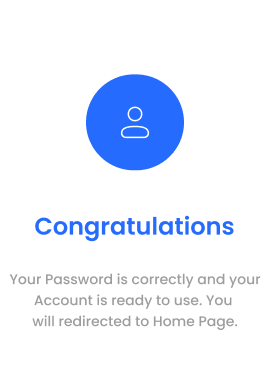 Congratulations
Your Password is correctly and your
Account is ready to use. You
will redirected to Home Page.